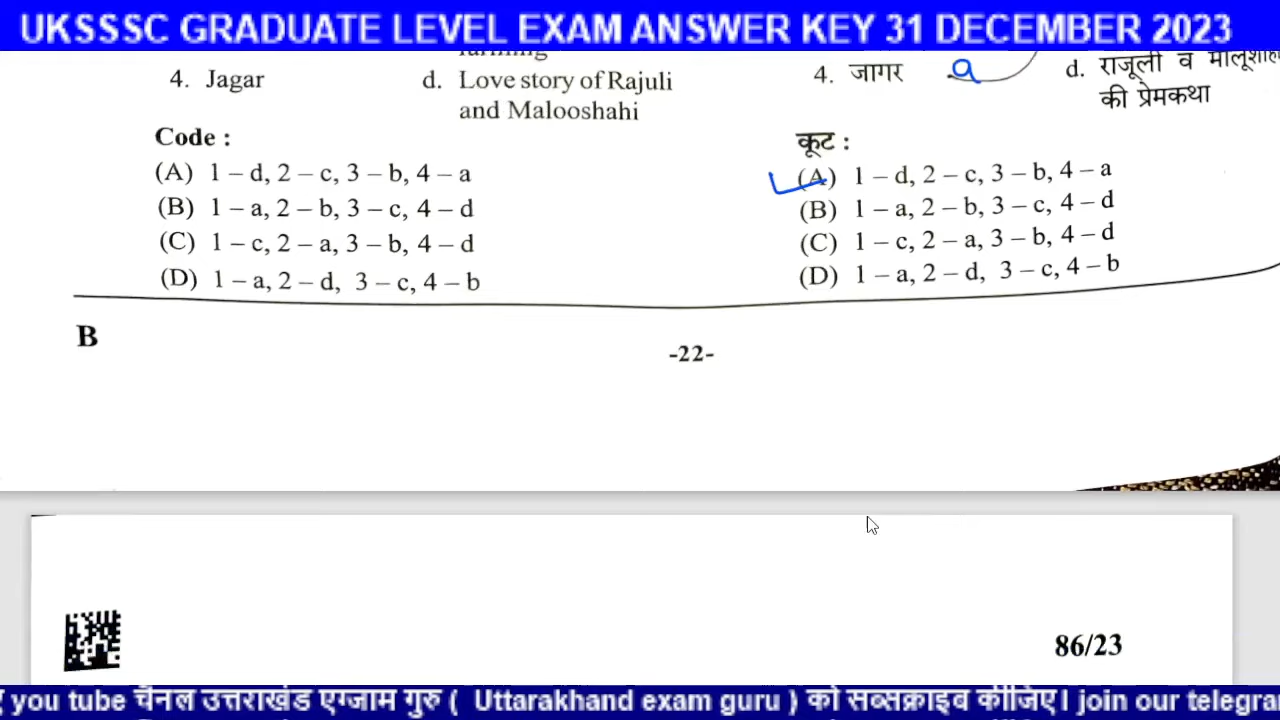 UKSSSC GRADUATE LEVEL EXAM ANSWER KEY 31 DECEMBER 2023
farming
4. Jagar
d. Love story of Rajuli
and Malooshahi
Code :
(A) 1 – d, 2 – c, 3 – b, 4 – a
(B) 1 – a, 2 – b, 3 – c, 4 – d
(C) 1 – c, 2 – a, 3 – b, 4 – d
(D) 1 – a, 2 – d, 3 – c, 4 – b
4. जागर a
d. राजूली व मालूशाही
की प्रेमकथा
कूट :
(A) 1 – d, 2 – c, 3 – b, 4 – a
(B) 1 – a, 2 – b, 3 – c, 4 – d
(C) 1 – c, 2 – a, 3 – b, 4 – d
(D) 1 – a, 2 – d, 3 – c, 4 – b
B
-22-
86/23
you tube चैनल उत्तराखंड एग्जाम गुरु ( Uttarakhand exam guru ) को सब्सक्राइब कीजिए। join our telegra